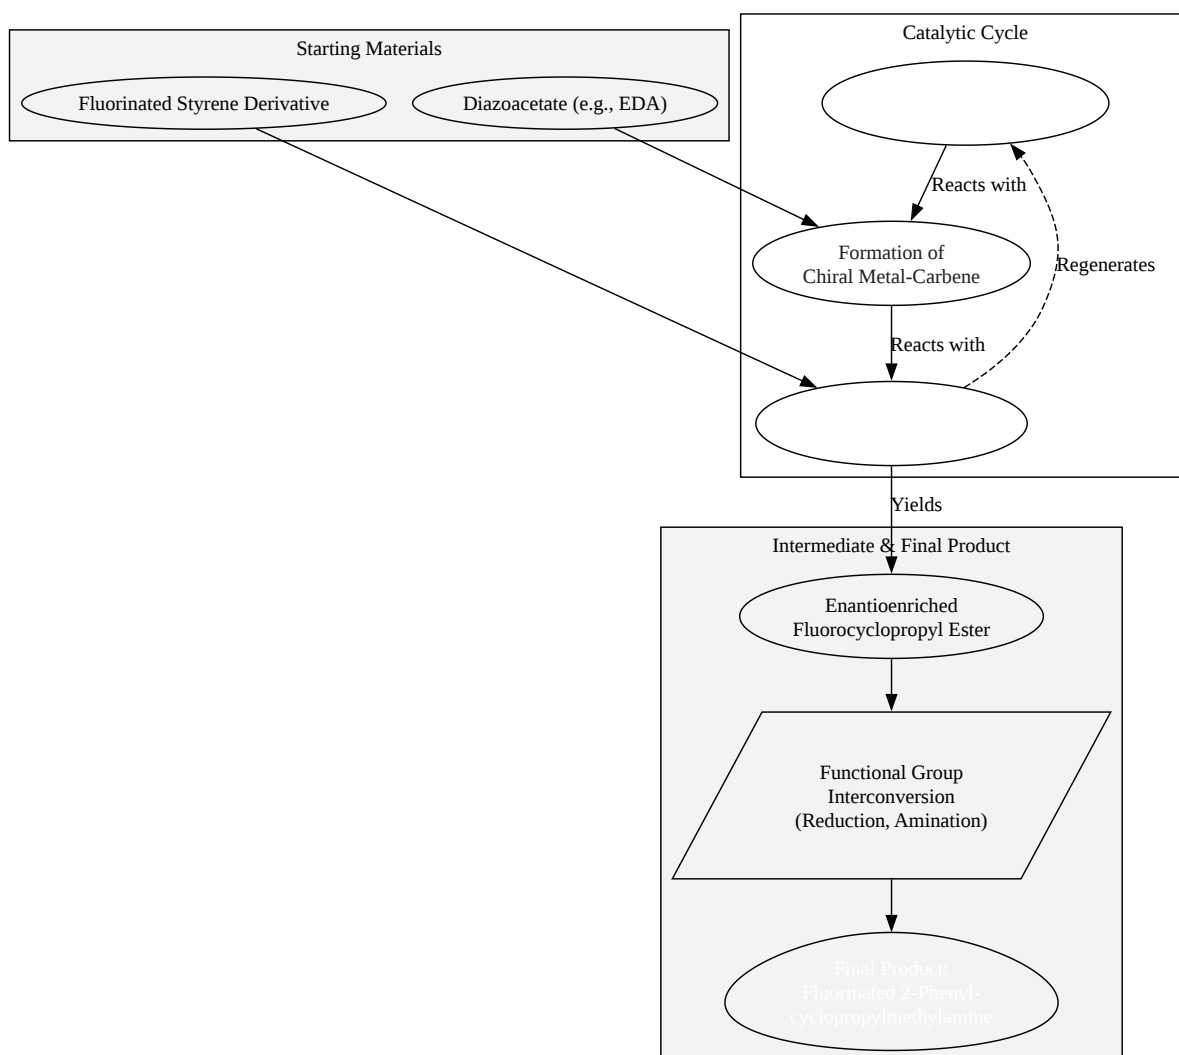 Starting Materials
Fluorinated Styrene Derivative
Diazoacetate (e.g., EDA)
Catalytic Cycle
Reacts with
Formation of
Chiral Metal-Carbene
Regenerates
Reacts with
Yields
Intermediate & Final Product
Enantioenriched
Fluorocyclopropyl Ester
Functional Group
Interconversion
(Reduction, Amination)
Final Product:
Fluorinated 2-Phenyl-
cyclopropylmethylamine